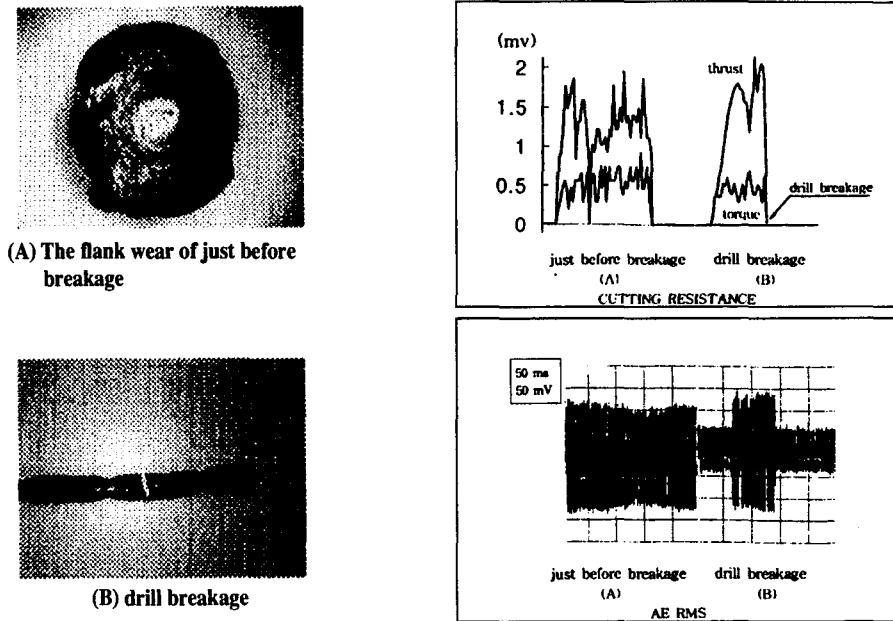 (A) The flank wear of just before
breakage
(mv)
2
1.5
1
0.5
0
thrust
torque
drill breakage
just before breakage
(A)
drill breakage
(B)
CUTTING RESISTANCE
(B) drill breakage
50 ms
50 mV
just before breakage
(A)
drill breakage
(B)
AE RMS